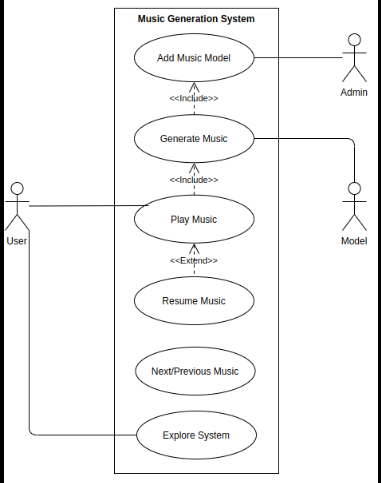 Music Generation System
Add Music Model
Admin
<<Include>>
Generate Music
<<Include>>
Play Music
User
Model
<<Extend>>
Resume Music
Next/Previous Music
Explore System